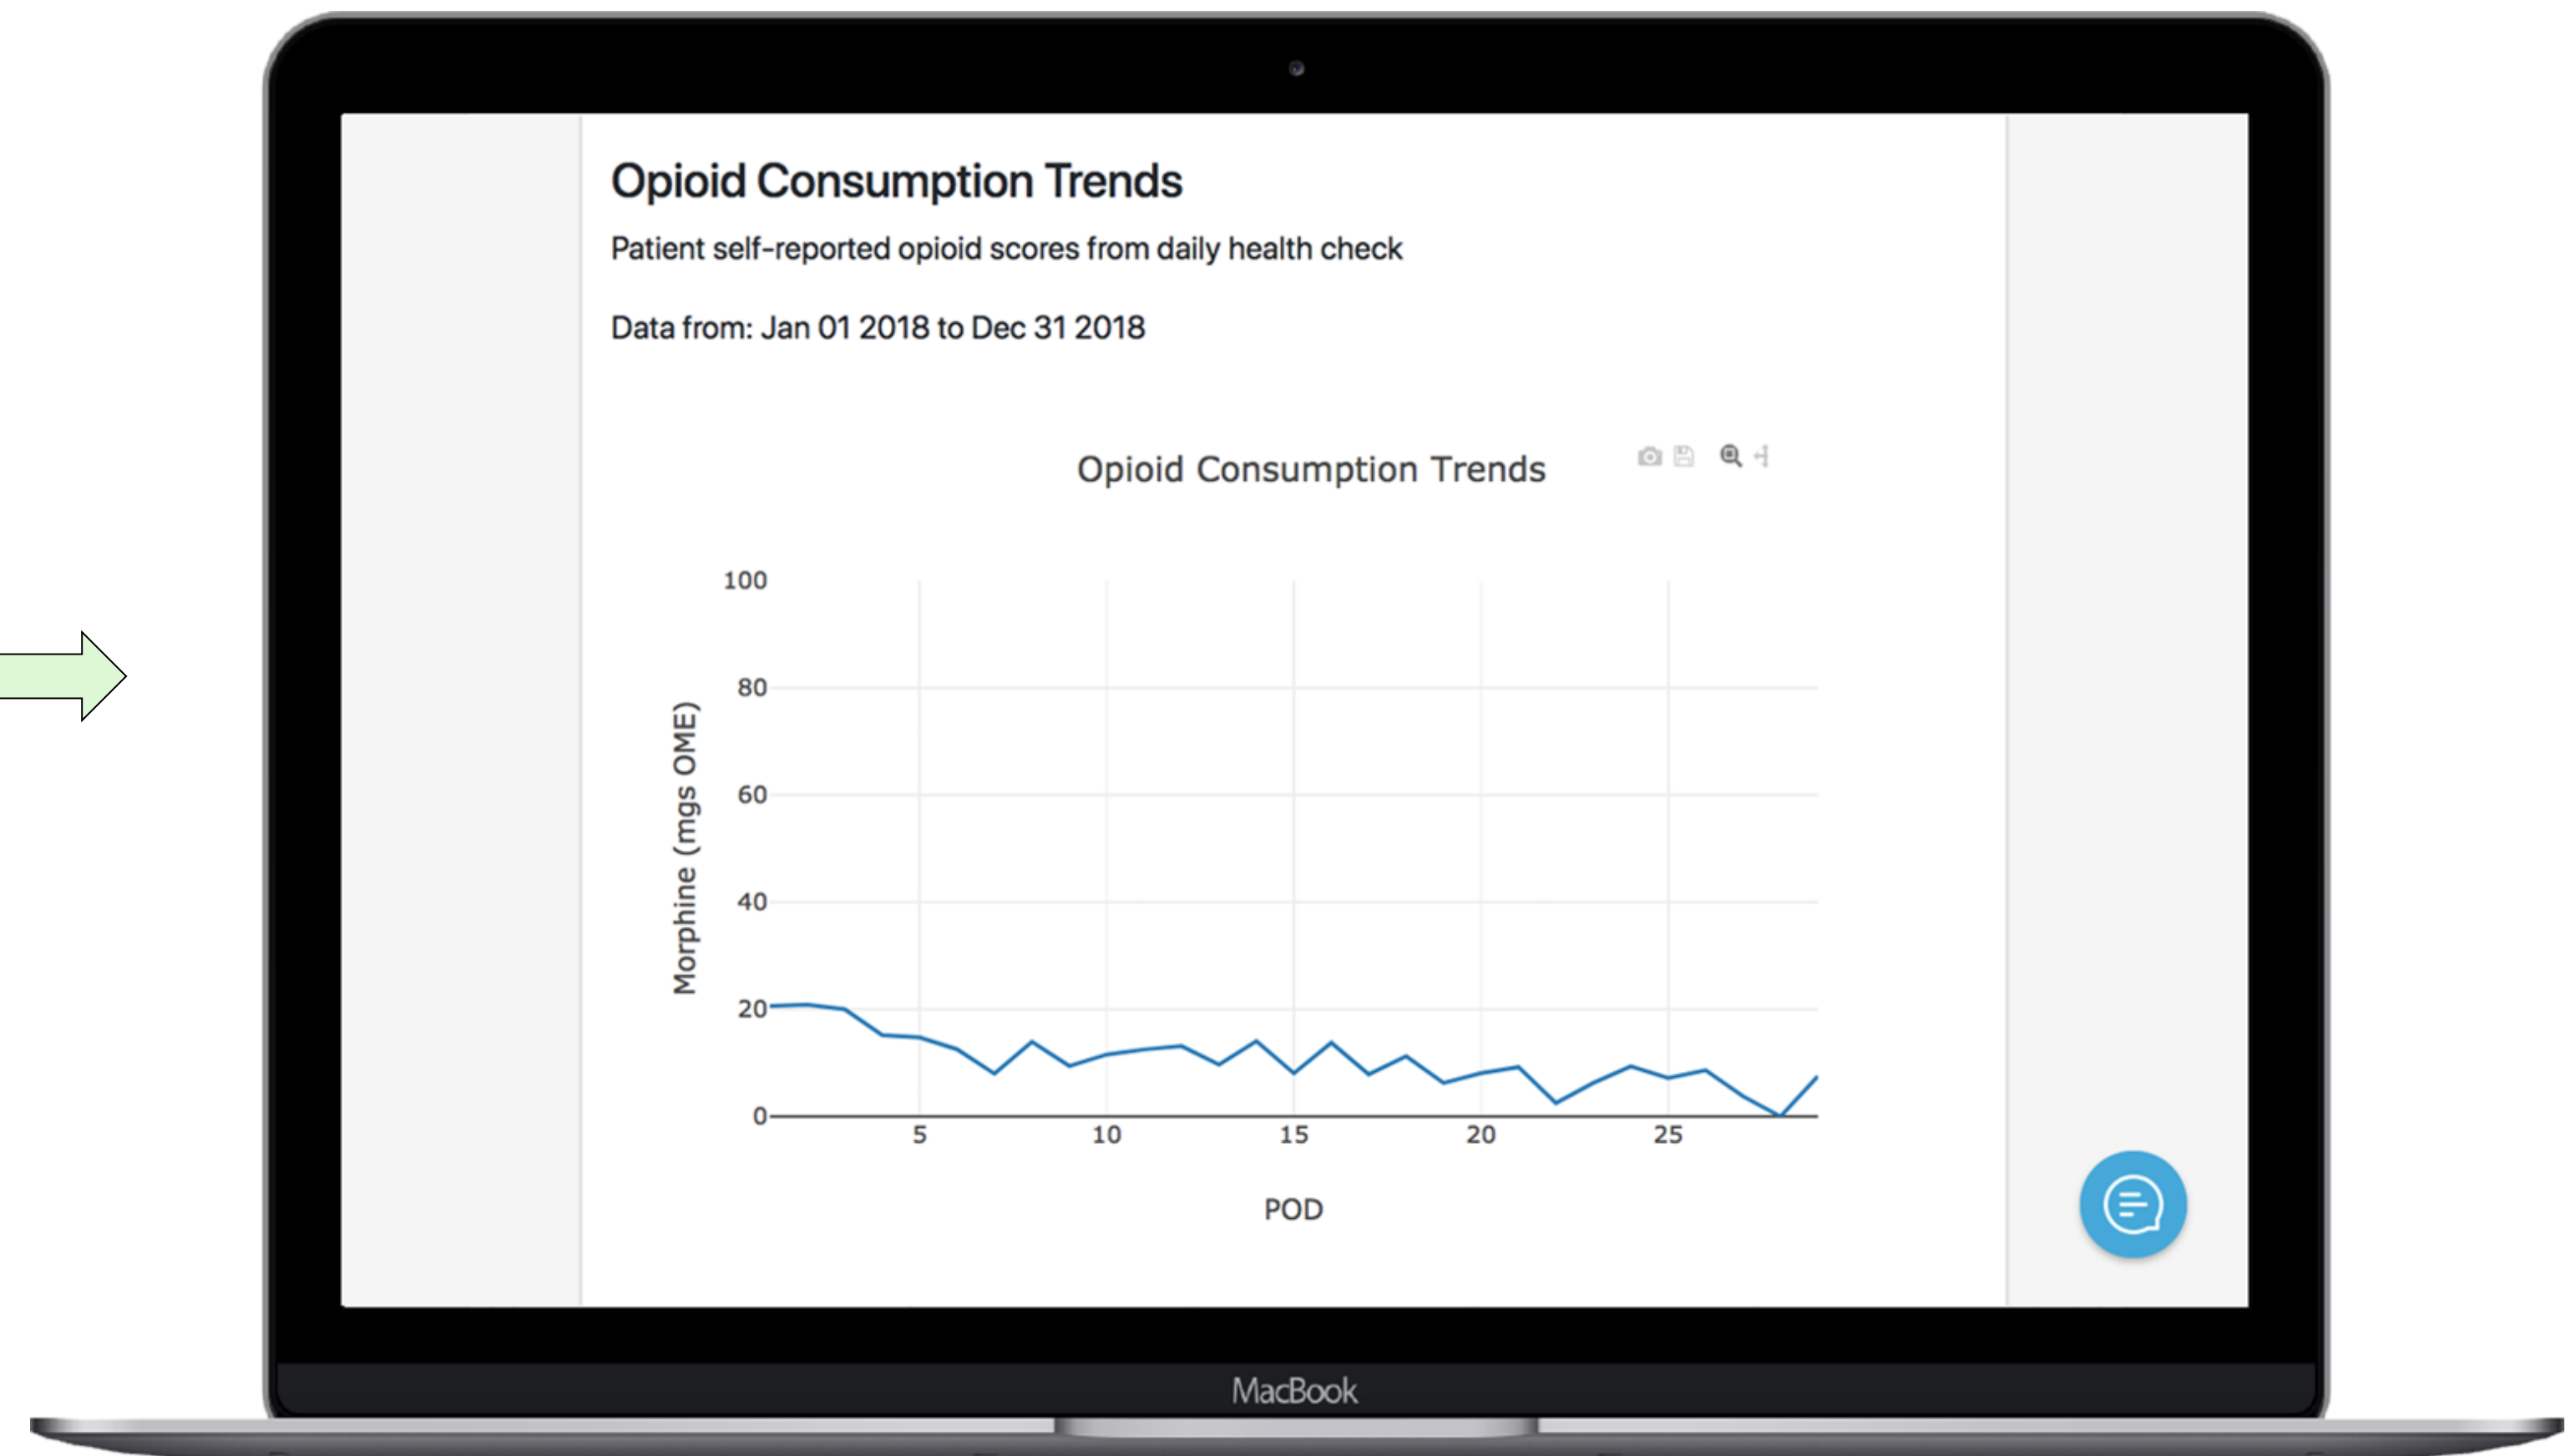 Opioid Consumption Trends
Patient self-reported opioid scores from daily health check
Data from: Jan 01 2018 to Dec 31 2018
Opioid Consumption Trends
100
80
60
40
20
0
Morphine (mgs OME)
5 10 15 20 25
POD
MacBook